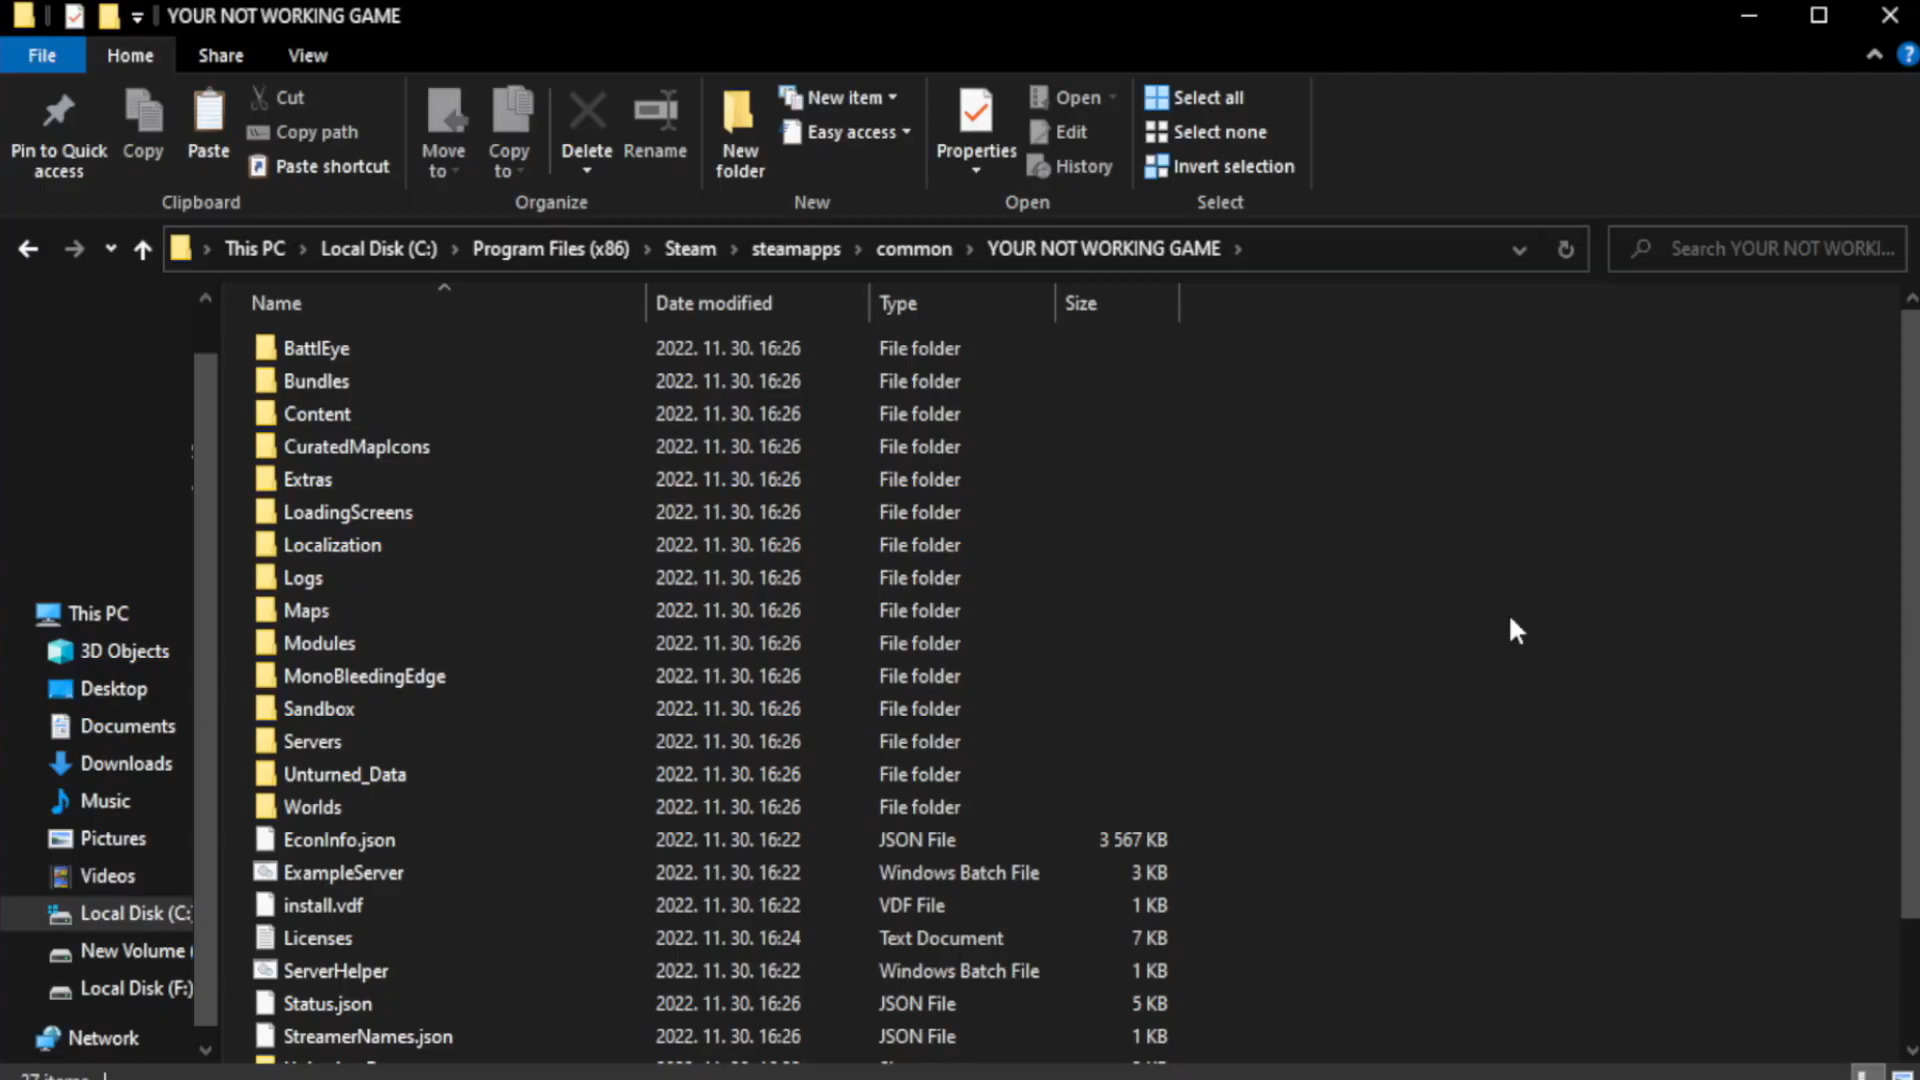 YOUR NOT WORKING GAME
File Home Share View
Pin to Quick access
Copy
Paste
Cut
Copy path
Paste shortcut
Move to
Copy to
Delete
Rename
New folder
New item
Easy access
Properties
Open
Edit
History
Select all
Select none
Invert selection
Clipboard Organize New Open Select
This PC Local Disk (C:) Program Files (x86) Steam steamapps common YOUR NOT WORKING GAME
Search YOUR NOT WORKI...
Name Date modified Type Size
BattlEye 2022. 11. 30. 16:26 File folder
Bundles 2022. 11. 30. 16:26 File folder
Content 2022. 11. 30. 16:26 File folder
CuratedMapIcons 2022. 11. 30. 16:26 File folder
Extras 2022. 11. 30. 16:26 File folder
LoadingScreens 2022. 11. 30. 16:26 File folder
Localization 2022. 11. 30. 16:26 File folder
Logs 2022. 11. 30. 16:26 File folder
Maps 2022. 11. 30. 16:26 File folder
Modules 2022. 11. 30. 16:26 File folder
MonoBleedingEdge 2022. 11. 30. 16:26 File folder
Sandbox 2022. 11. 30. 16:26 File folder
Servers 2022. 11. 30. 16:26 File folder
Unturned_Data 2022. 11. 30. 16:26 File folder
Worlds 2022. 11. 30. 16:26 File folder
EconInfo.json 2022. 11. 30. 16:22 JSON File 3 567 KB
ExampleServer 2022. 11. 30. 16:22 Windows Batch File 3 KB
install.vdf 2022. 11. 30. 16:22 VDF File 1 KB
Licenses 2022. 11. 30. 16:24 Text Document 7 KB
ServerHelper 2022. 11. 30. 16:22 Windows Batch File 1 KB
Status.json 2022. 11. 30. 16:26 JSON File 5 KB
StreamerNames.json 2022. 11. 30. 16:26 JSON File 1 KB
This PC
3D Objects
Desktop
Documents
Downloads
Music
Pictures
Videos
Local Disk (C:)
New Volume (
Local Disk (F:)
Network